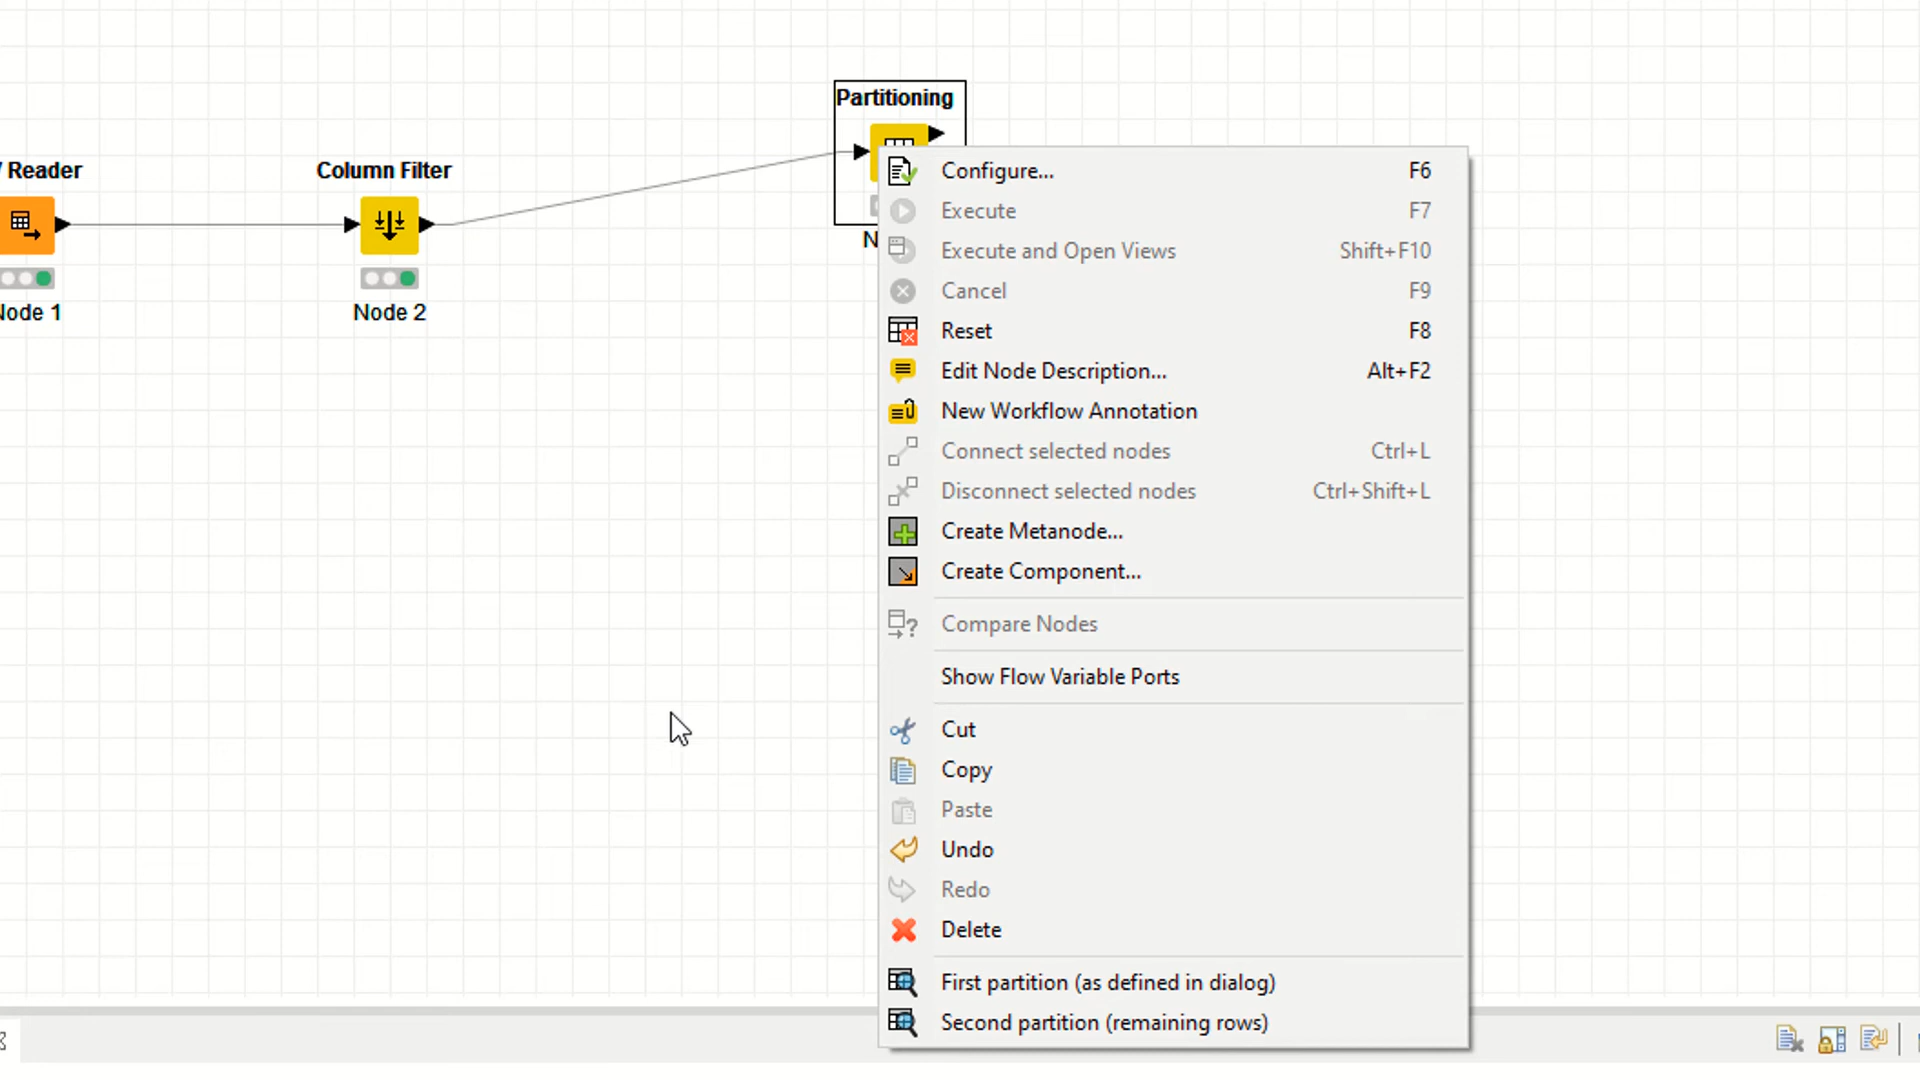 Partitioning
Reader
Column Filter
Node 1
Node 2
N
Configure... F6
Execute F7
Execute and Open Views Shift+F10
Cancel F9
Reset F8
Edit Node Description... Alt+F2
New Workflow Annotation
Connect selected nodes Ctrl+L
Disconnect selected nodes Ctrl+Shift+L
Create Metanode...
Create Component...
Compare Nodes
Show Flow Variable Ports
Cut
Copy
Paste
Undo
Redo
Delete
First partition (as defined in dialog)
Second partition (remaining rows)